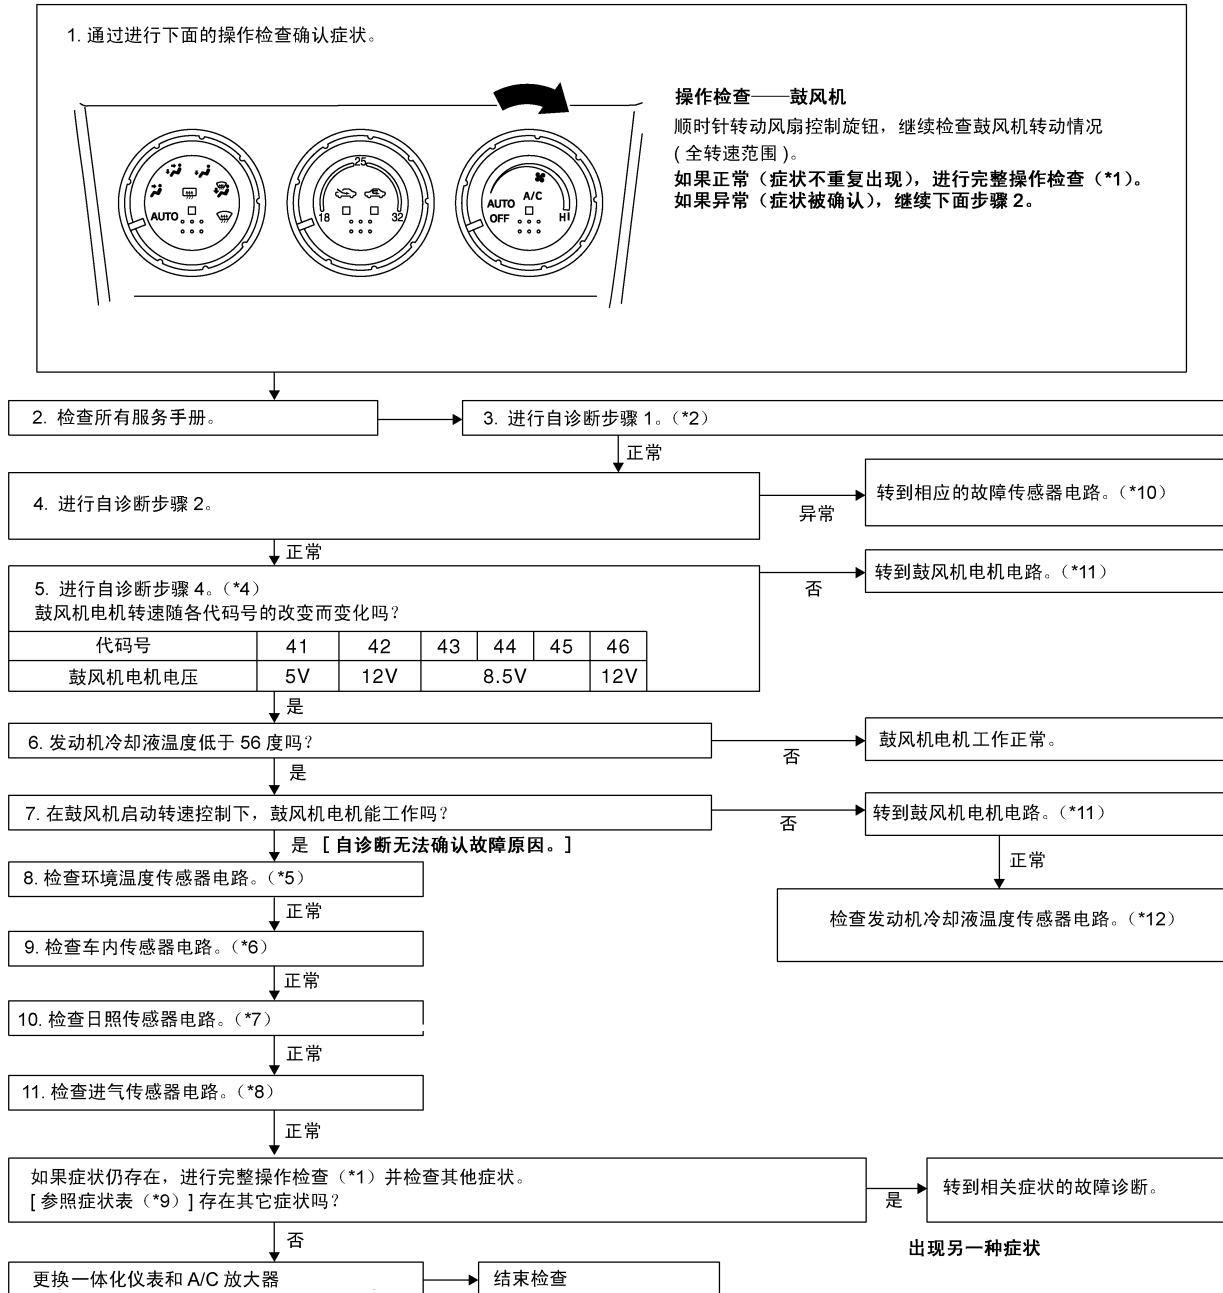 1. 通过进行下面的操作检查确认症状。
操作检查——鼓风机
顺时针转动风扇控制旋钮，继续检查鼓风机转动情况
( 全转速范围 )。
如果正常（症状不重复出现），进行完整操作检查（*1）。
如果异常（症状被确认），继续下面步骤 2。
AUTO
25
18
32
A/C
AUTO
OFF
HI
2. 检查所有服务手册。
3. 进行自诊断步骤 1。（*2）
正常
4. 进行自诊断步骤 2。
异常
转到相应的故障传感器电路。（*10）
正常
5. 进行自诊断步骤 4。（*4）
鼓风机电机转速随各代码号的改变而变化吗？
代码号 41 42 43 44 45 46
鼓风机电机电压 5V 12V 8.5V 12V
否
转到鼓风机电机电路。（*11）
是
6. 发动机冷却液温度低于 56 度吗？
否
鼓风机电机工作正常。
是
7. 在鼓风机启动转速控制下，鼓风机电机能工作吗？
否
转到鼓风机电机电路。（*11）
是 [ 自诊断无法确认故障原因。]
正常
8. 检查环境温度传感器电路。（*5）
检查发动机冷却液温度传感器电路。（*12）
正常
9. 检查车内传感器电路。（*6）
正常
10. 检查日照传感器电路。（*7）
正常
11. 检查进气传感器电路。（*8）
正常
如果症状仍存在，进行完整操作检查（*1）并检查其他症状。
[ 参照症状表（*9）] 存在其它症状吗？
是
转到相关症状的故障诊断。
出现另一种症状
否
更换一体化仪表和 A/C 放大器
结束检查